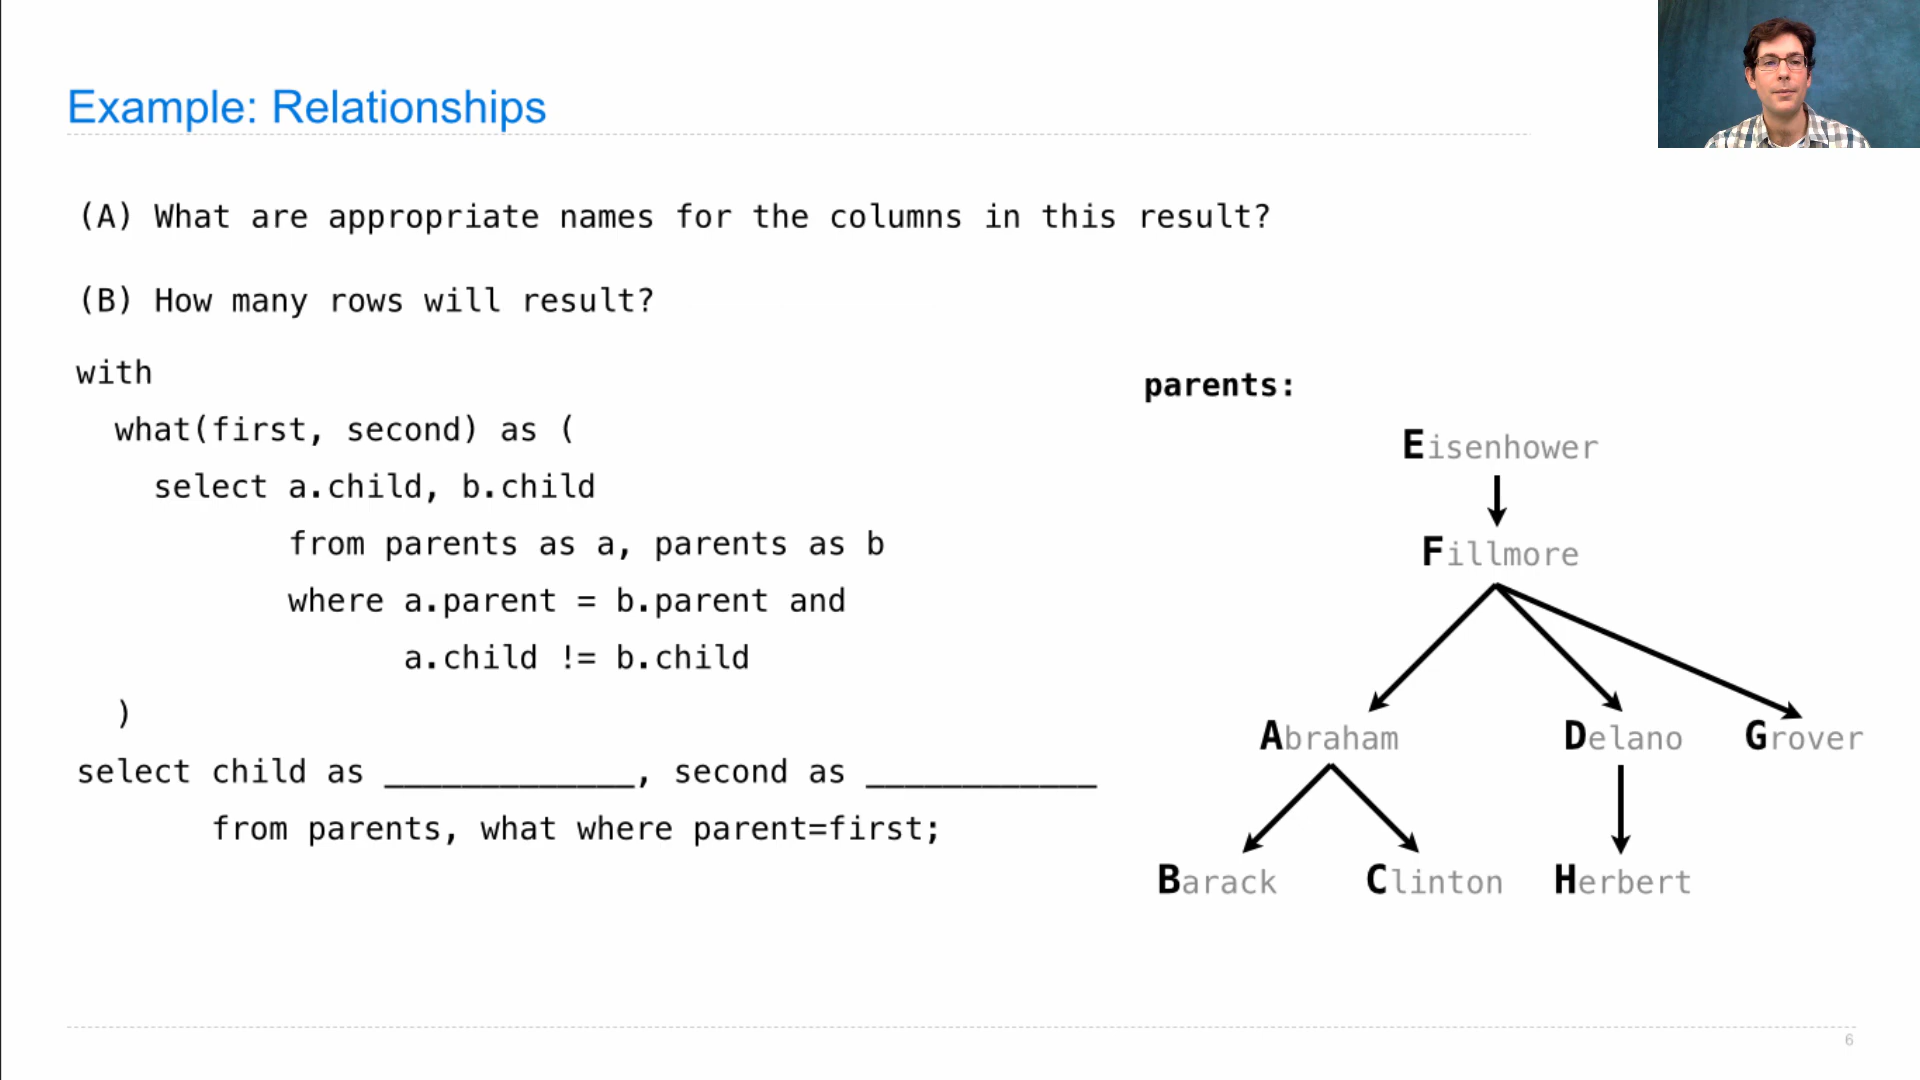 Example: Relationships
(A) What are appropriate names for the columns in this result?
(B) How many rows will result?
with
what(first, second) as (
select a.child, b.child
from parents as a, parents as b
where a.parent = b.parent and
a.child != b.child
)
select child as _____________, second as ____________
from parents, what where parent=first;
parents:
Eisenhower
Fillmore
Abraham Delano Grover
Barack Clinton Herbert
6